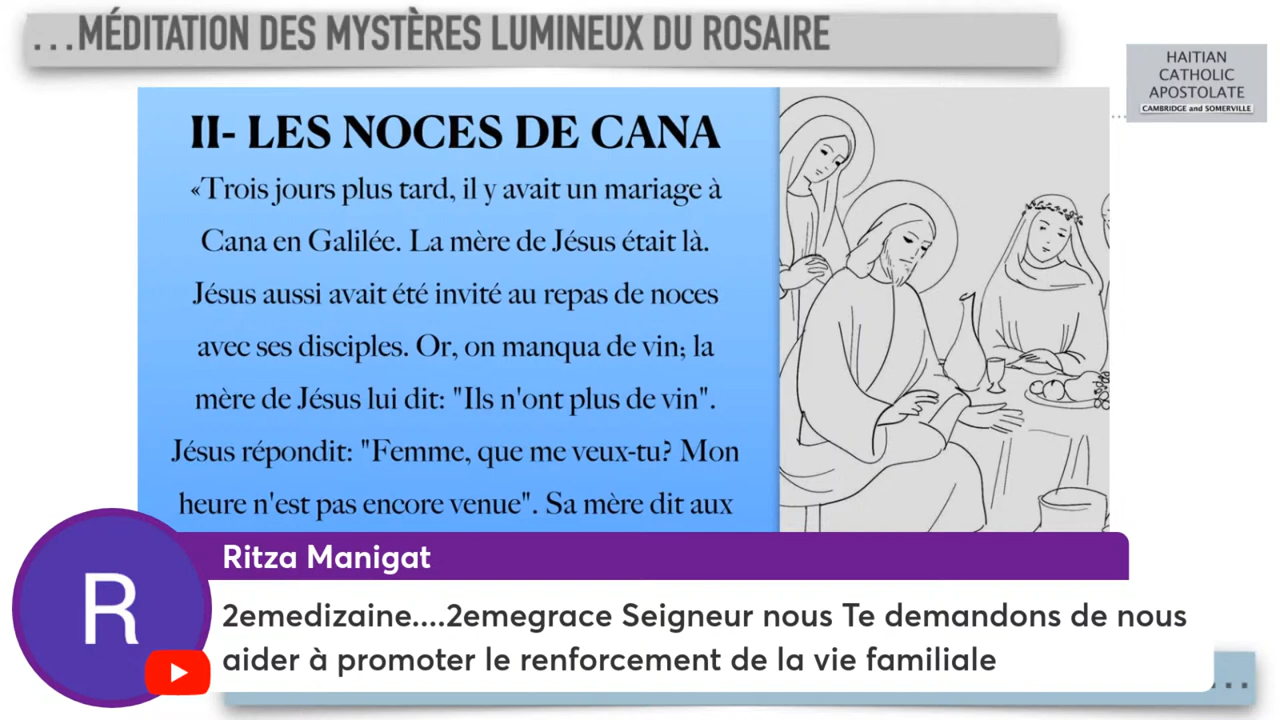 ...MÉDITATION DES MYSTÈRES LUMINEUX DU ROSAIRE
HAITIAN
CATHOLIC
APOSTOLATE
CAMBRIDGE and SOMERVILLE
II- LES NOCES DE CANA
«Trois jours plus tard, il y avait un mariage à
Cana en Galilée. La mère de Jésus était là.
Jésus aussi avait été invité au repas de noces
avec ses disciples. Or, on manqua de vin; la
mère de Jésus lui dit: "Ils n'ont plus de vin".
Jésus répondit: "Femme, que me veux-tu? Mon
heure n'est pas encore venue". Sa mère dit aux
R
Ritza Manigat
2emedizaine....2emegrace Seigneur nous Te demandons de nous
aider à promoter le renforcement de la vie familiale